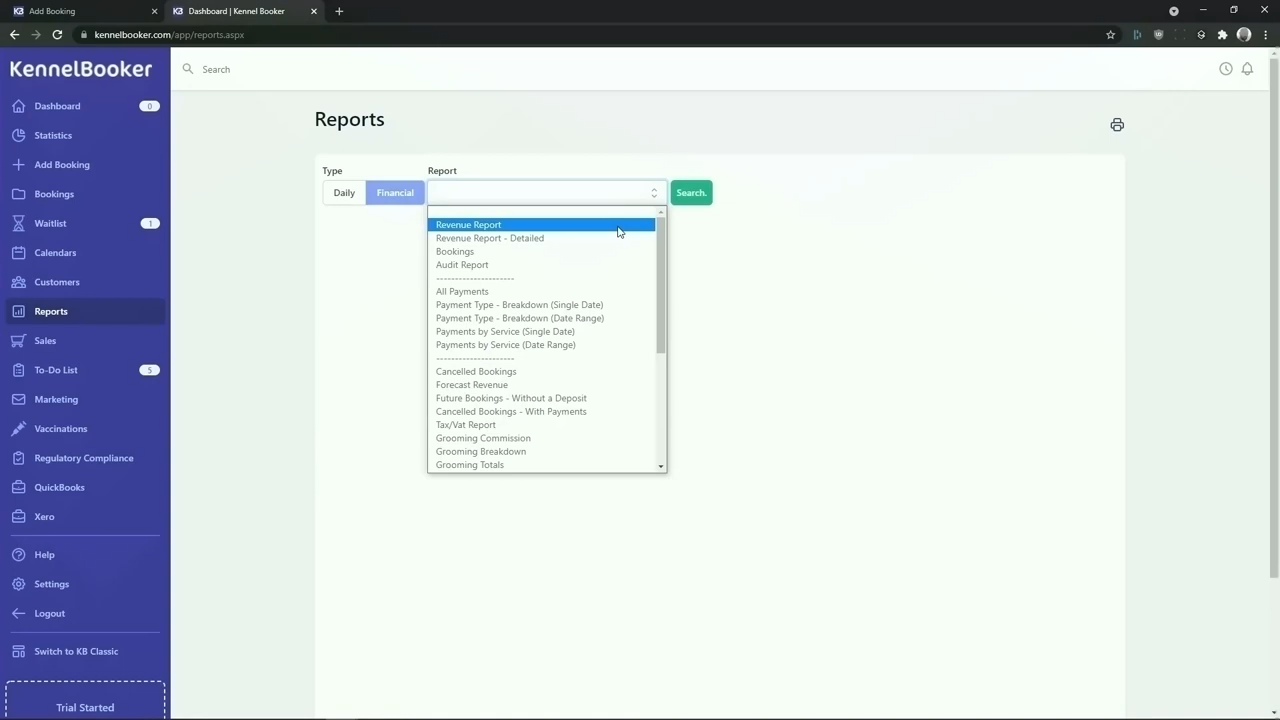 Add Booking
Dashboard | Kennel Booker
kennelbooker.com/app/reports.aspx
KennelBooker
Search
Dashboard 0
Statistics
Add Booking
Bookings
Waitlist 1
Calendars
Customers
Reports
Sales
To-Do List 5
Marketing
Vaccinations
Regulatory Compliance
QuickBooks
Xero
Help
Settings
Logout
Switch to KB Classic
Trial Started
Reports
Type Report
Daily Financial Search.
Revenue Report
Revenue Report - Detailed
Bookings
Audit Report
---------------------
All Payments
Payment Type - Breakdown (Single Date)
Payment Type - Breakdown (Date Range)
Payments by Service (Single Date)
Payments by Service (Date Range)
---------------------
Cancelled Bookings
Forecast Revenue
Future Bookings - Without a Deposit
Cancelled Bookings - With Payments
Tax/Vat Report
Grooming Commission
Grooming Breakdown
Grooming Totals